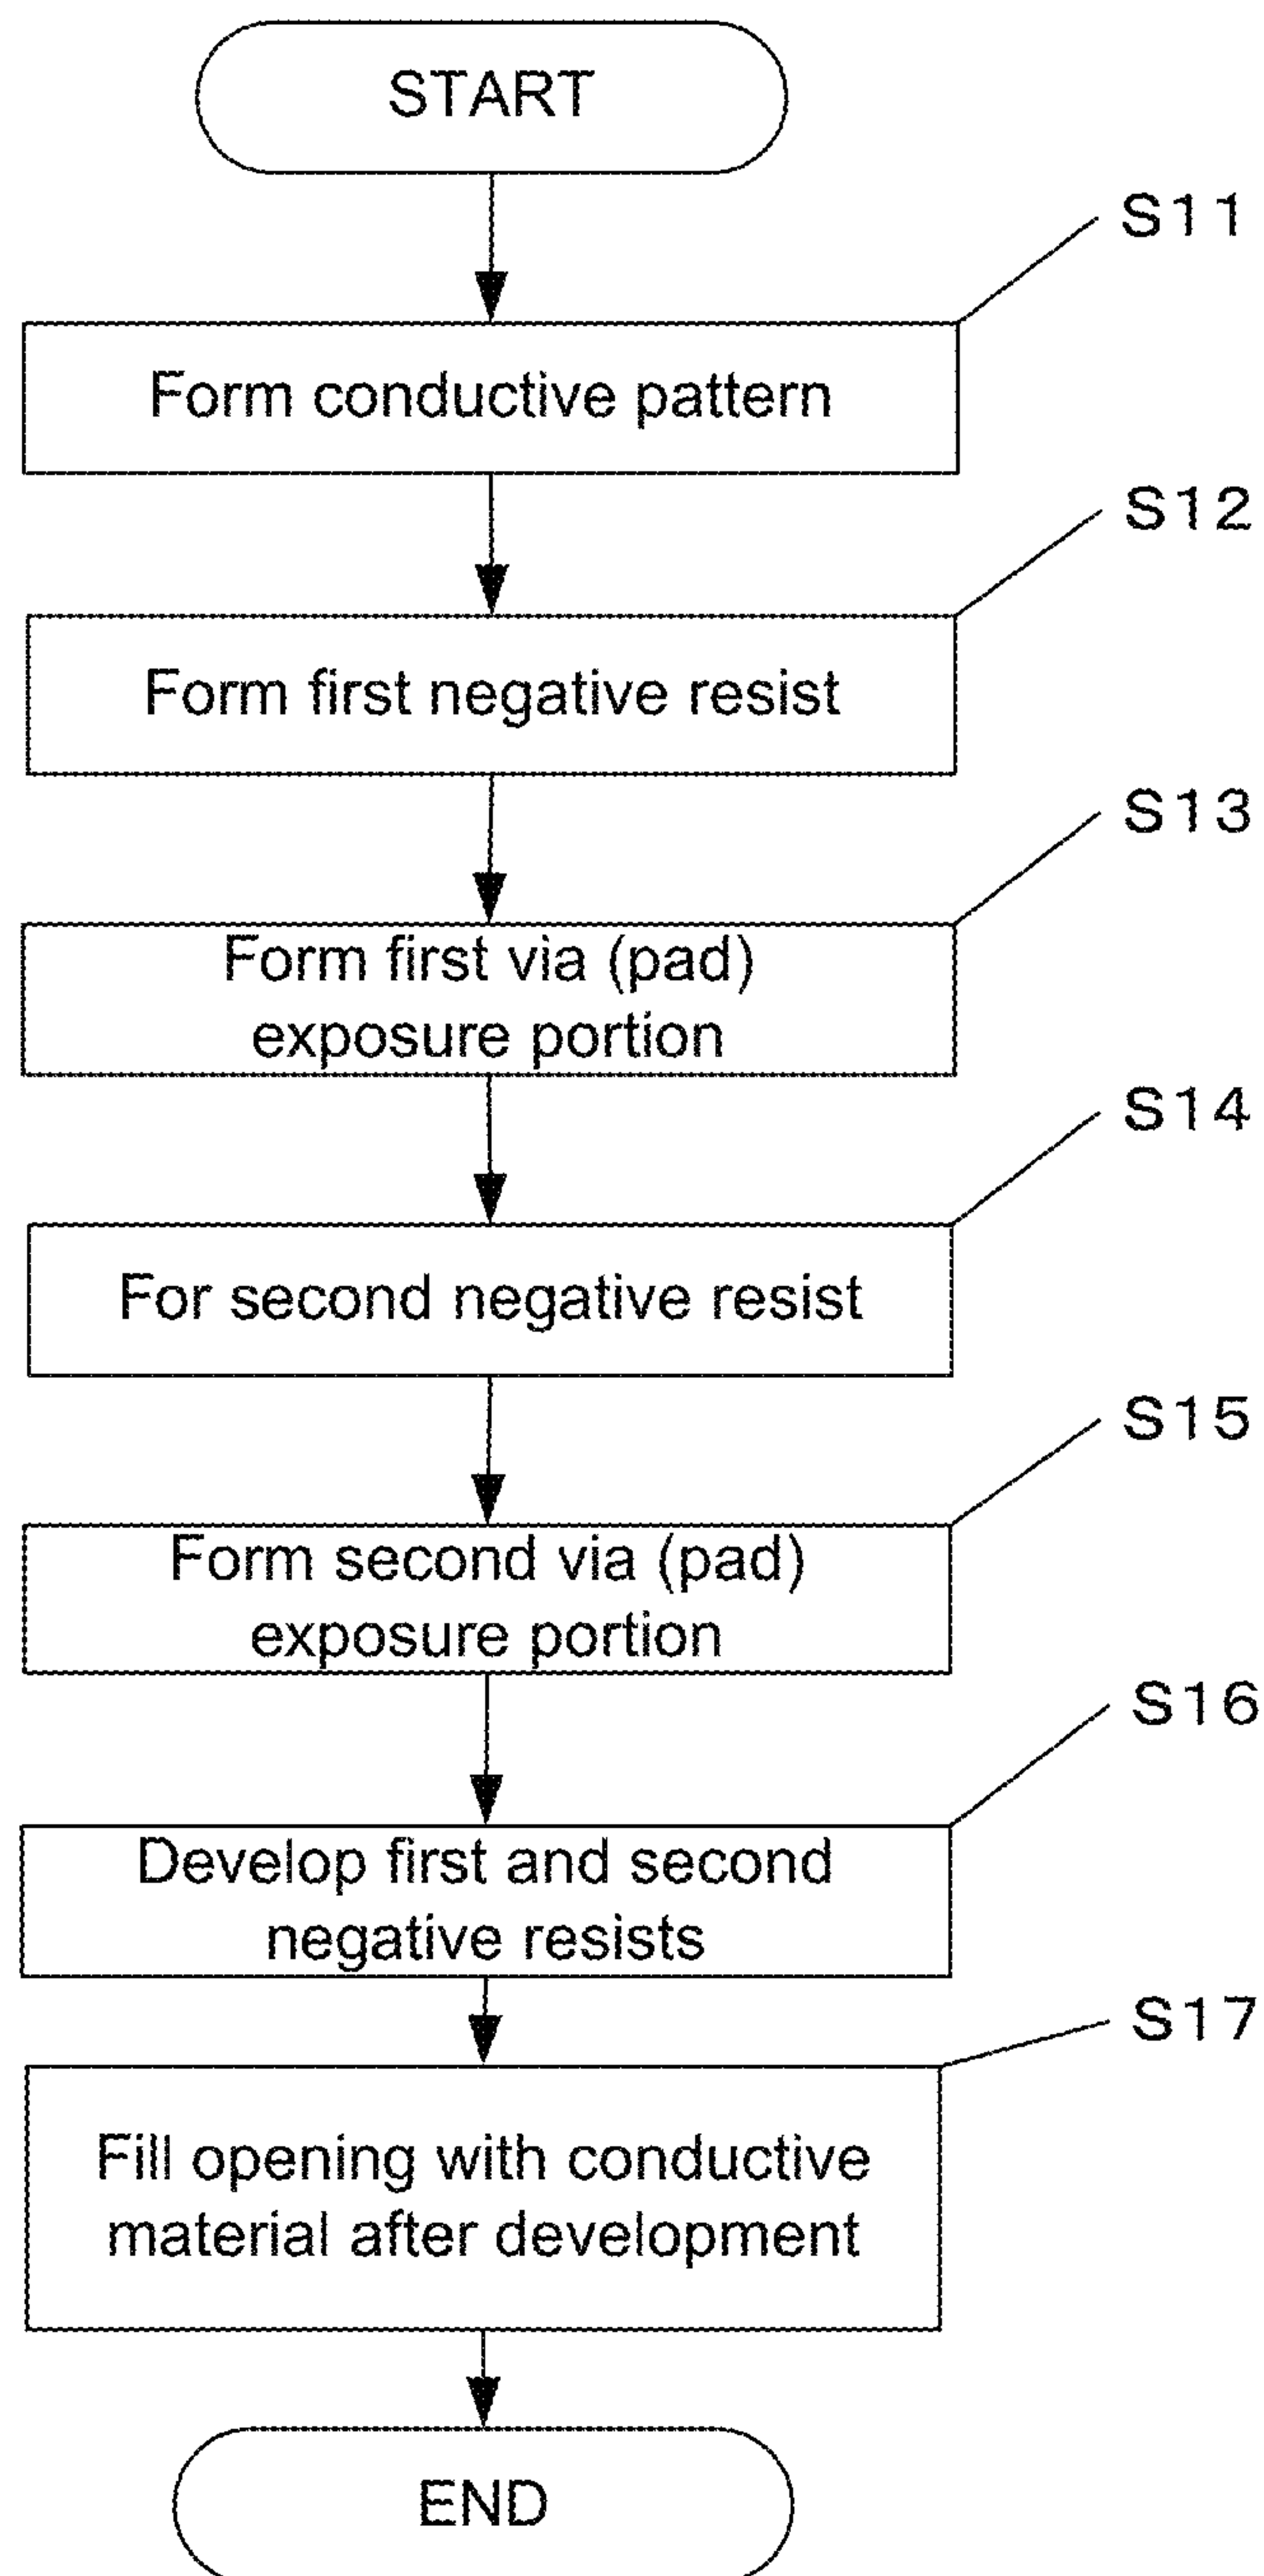 START
S11
Form conductive pattern
S12
Form first negative resist
S13
Form first via (pad)
exposure portion
S14
For second negative resist
S15
Form second via (pad)
exposure portion
S16
Develop first and second
negative resists
S17
Fill opening with conductive
material after development
END